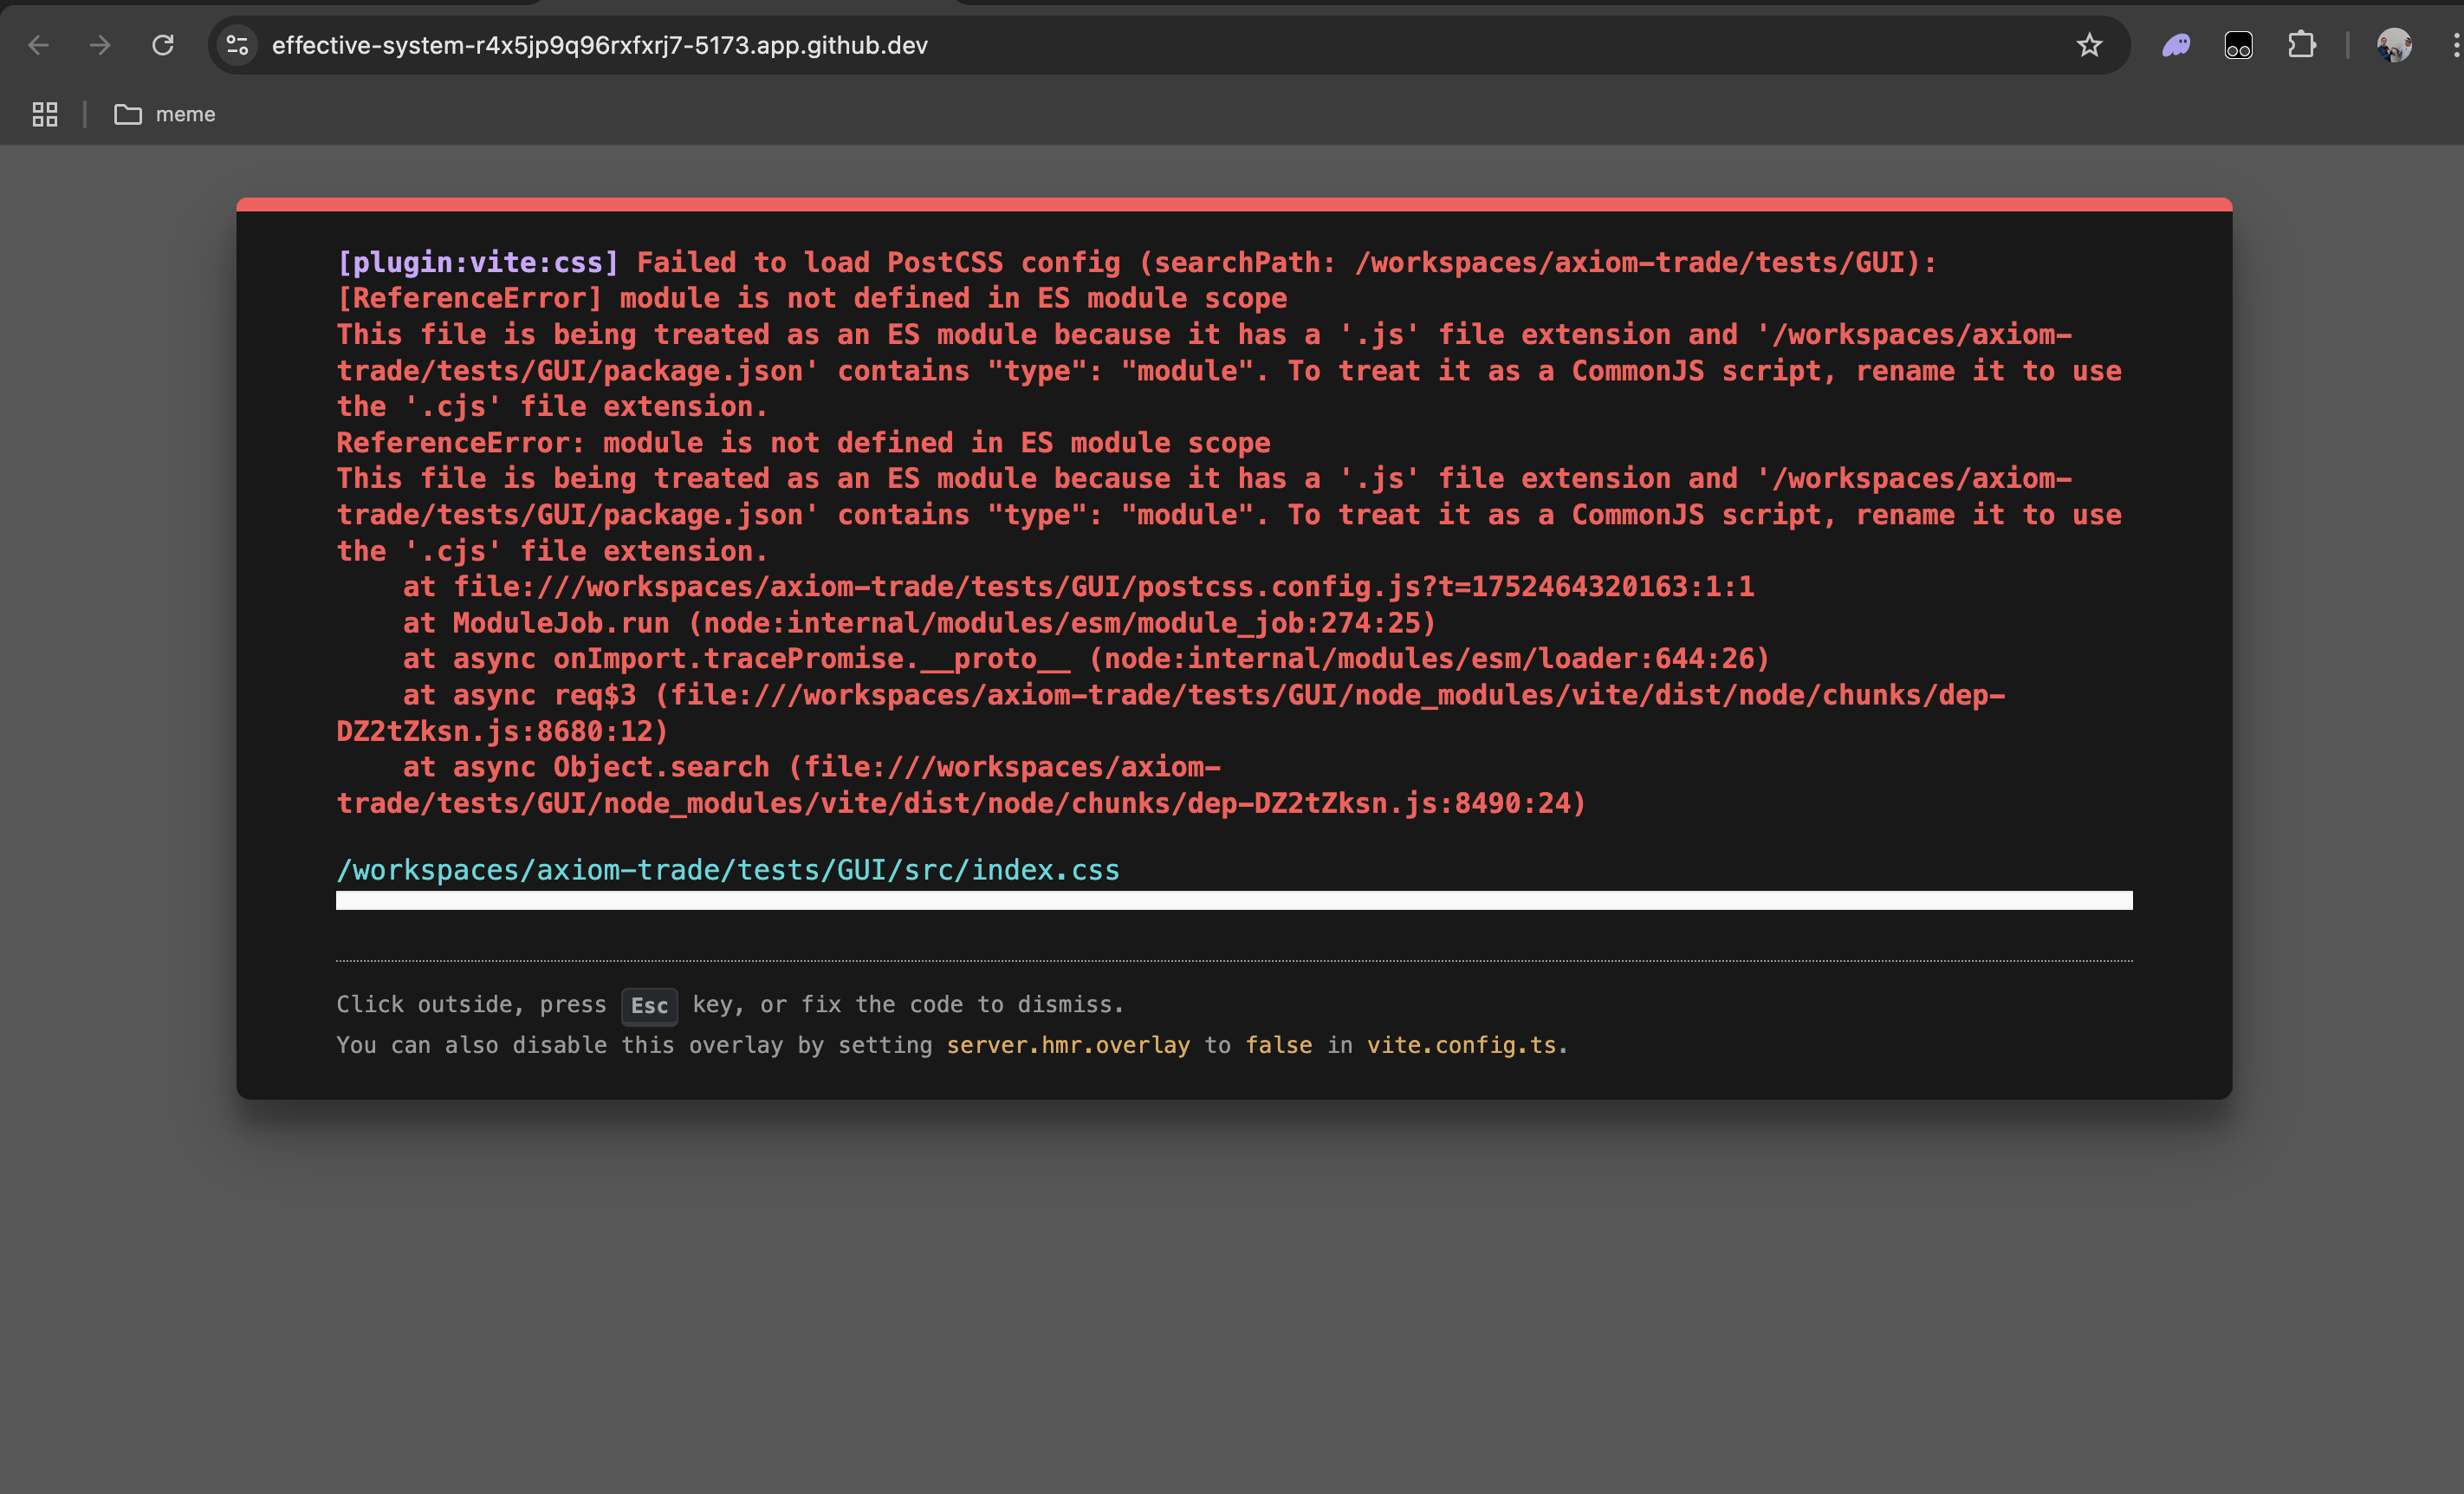 effective-system-r4x5jp9q96rxfxrj7-5173.app.github.dev
meme
[plugin:vite:css] Failed to load PostCSS config (searchPath: /workspaces/axiom-trade/tests/GUI):
[ReferenceError] module is not defined in ES module scope
This file is being treated as an ES module because it has a '.js' file extension and '/workspaces/axiom-
trade/tests/GUI/package.json' contains "type": "module". To treat it as a CommonJS script, rename it to use
the '.cjs' file extension.
ReferenceError: module is not defined in ES module scope
This file is being treated as an ES module because it has a '.js' file extension and '/workspaces/axiom-
trade/tests/GUI/package.json' contains "type": "module". To treat it as a CommonJS script, rename it to use
the '.cjs' file extension.
at file:///workspaces/axiom-trade/tests/GUI/postcss.config.js?t=1752464320163:1:1
at ModuleJob.run (node:internal/modules/esm/module_job:274:25)
at async onImport.tracePromise.__proto__ (node:internal/modules/esm/loader:644:26)
at async req$3 (file:///workspaces/axiom-trade/tests/GUI/node_modules/vite/dist/node/chunks/dep-
DZ2tZksn.js:8680:12)
at async Object.search (file:///workspaces/axiom-
trade/tests/GUI/node_modules/vite/dist/node/chunks/dep-DZ2tZksn.js:8490:24)
/workspaces/axiom-trade/tests/GUI/src/index.css
Click outside, press Esc key, or fix the code to dismiss.
You can also disable this overlay by setting server.hmr.overlay to false in vite.config.ts.